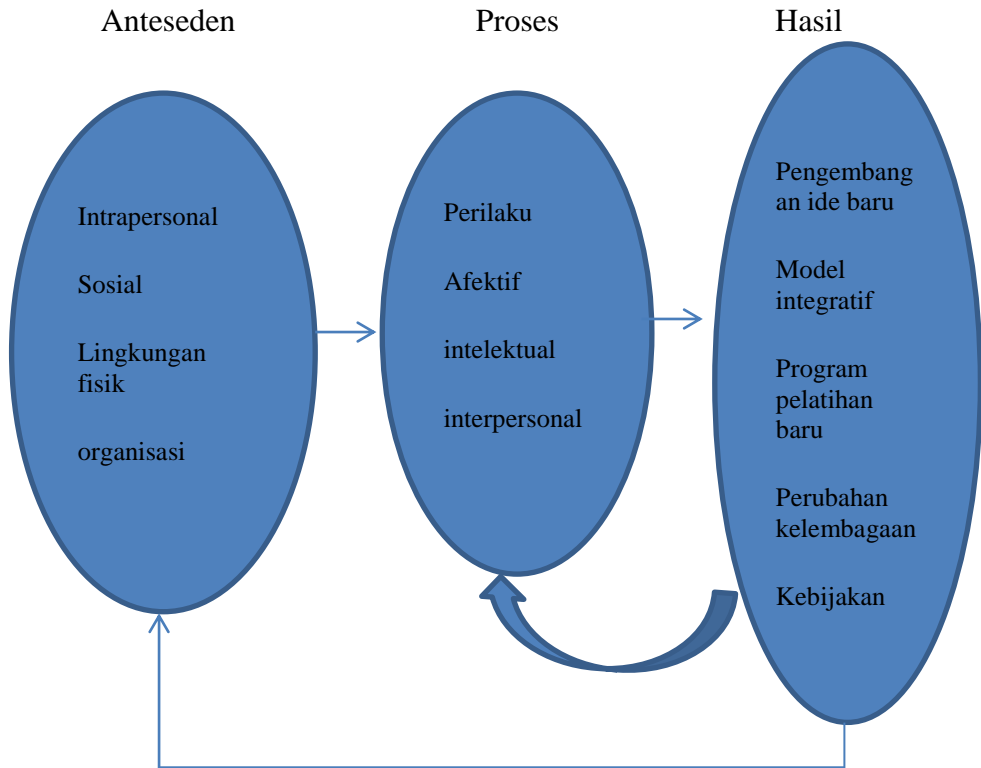 Anteseden
Proses
Hasil
Intrapersonal
Sosial
Lingkungan
fisik
organisasi
Perilaku
Afektif
intelektual
interpersonal
Pengembang
an ide baru
Model
integratif
Program
pelatihan
baru
Perubahan
kelembagaan
Kebijakan